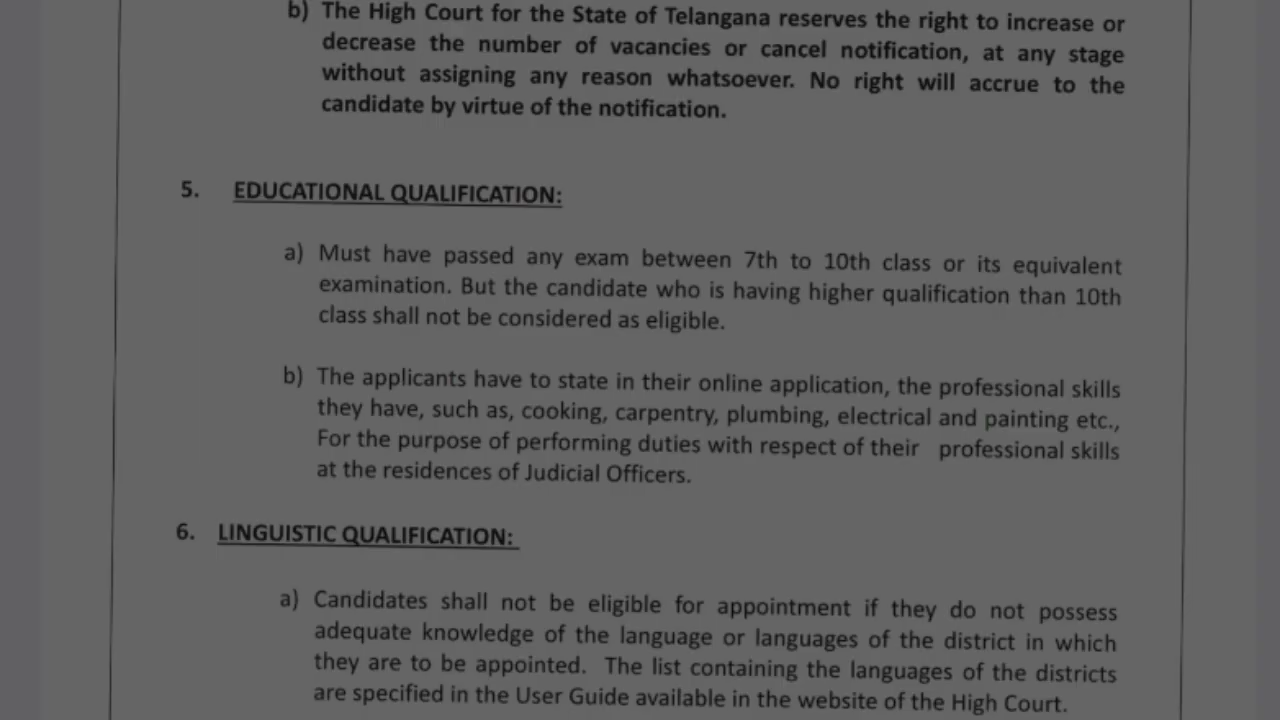 b) The High Court for the State of Telangana reserves the right to increase or
decrease the number of vacancies or cancel notification, at any stage
without assigning any reason whatsoever. No right will accrue to the
candidate by virtue of the notification.
5. EDUCATIONAL QUALIFICATION:
a) Must have passed any exam between 7th to 10th class or its equivalent
examination. But the candidate who is having higher qualification than 10th
class shall not be considered as eligible.
b) The applicants have to state in their online application, the professional skills
they have, such as, cooking, carpentry, plumbing, electrical and painting etc.,
For the purpose of performing duties with respect of their professional skills
at the residences of Judicial Officers.
6. LINGUISTIC QUALIFICATION:
a) Candidates shall not be eligible for appointment if they do not possess
adequate knowledge of the language or languages of the district in which
they are to be appointed. The list containing the languages of the districts
are specified in the User Guide available in the website of the High Court.